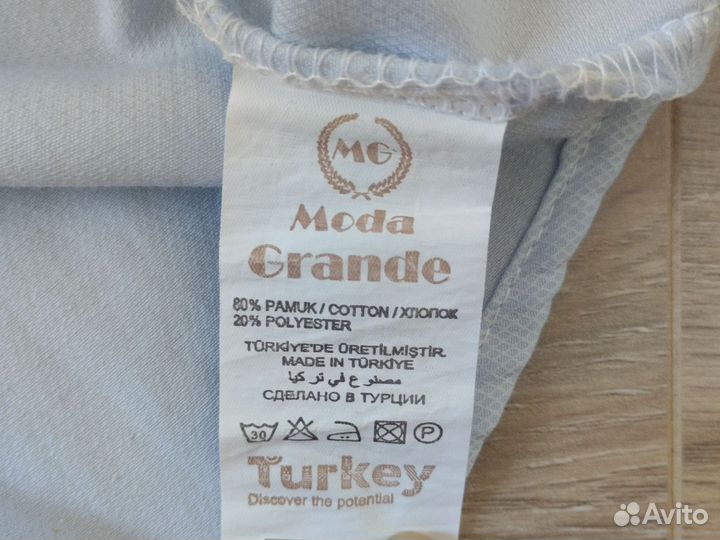 MG
Moda
Grande
80% PAMUK / COTTON / ХЛОПОК
20% POLYESTER
TÜRKİYE'DE ÜRETİLMİŞTİR
MADE IN TÜRKİYE
مصنوع في تركيا
СДЕЛАНО В ТУРЦИИ
30 P
Turkey
Discover the potential
Avito